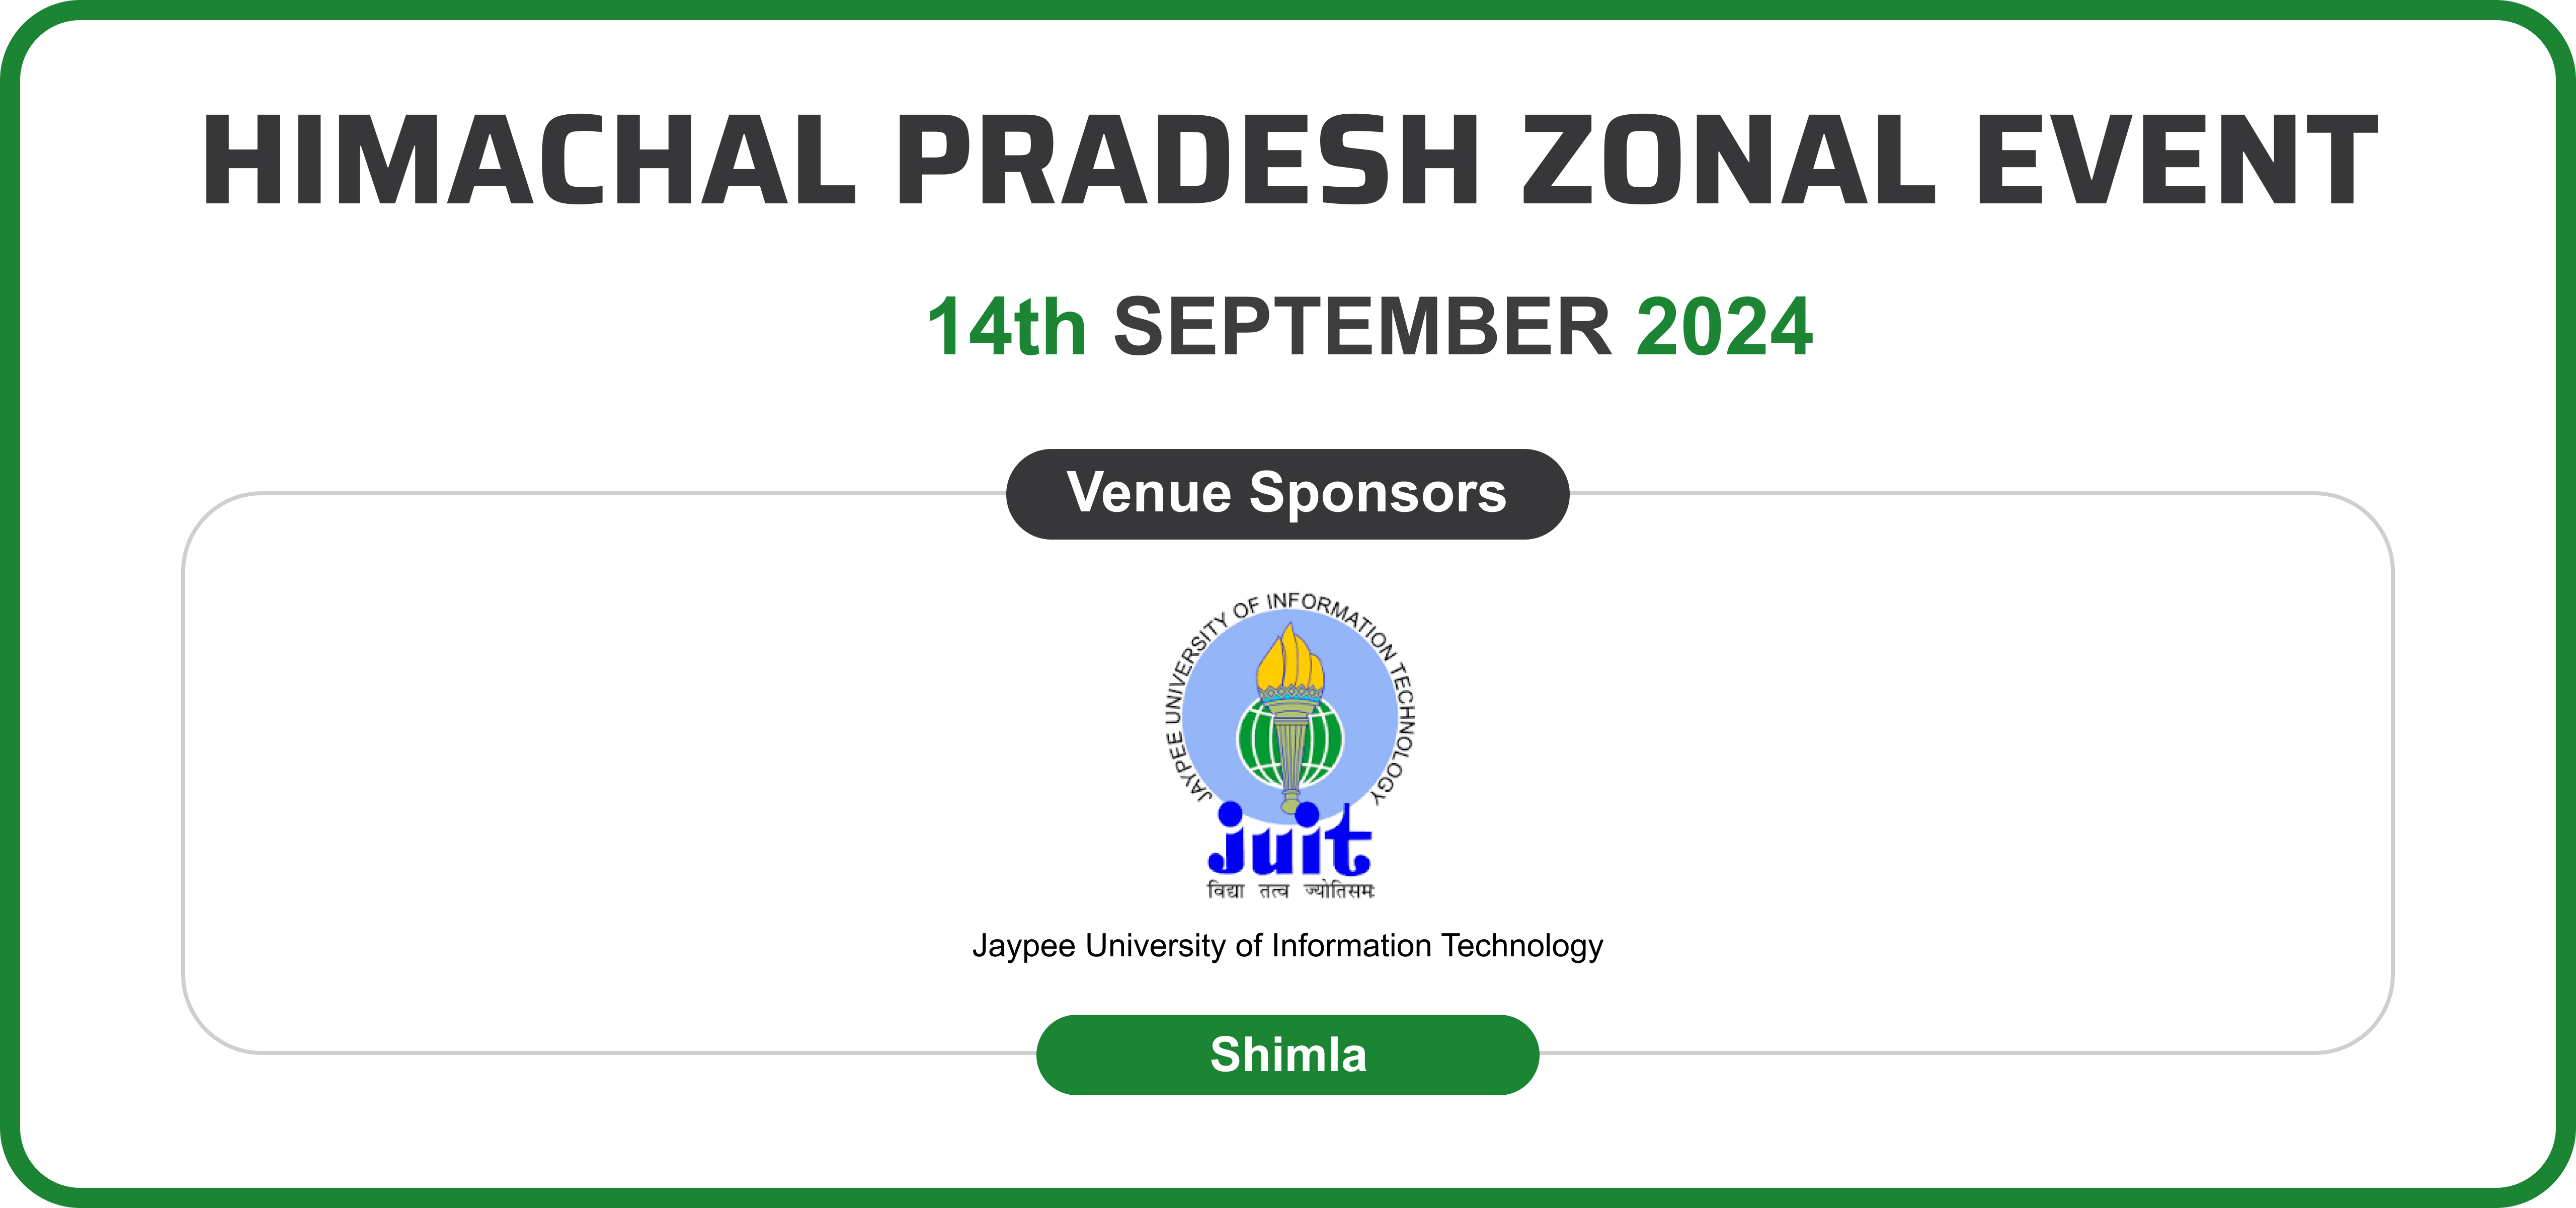 HIMACHAL PRADESH ZONAL EVENT
14th SEPTEMBER 2024
Venue Sponsors
JAYPEE UNIVERSITY OF INFORMATION TECHNOLOGY
juit
विद्या तत्व ज्योतिसमः
Jaypee University of Information Technology
Shimla